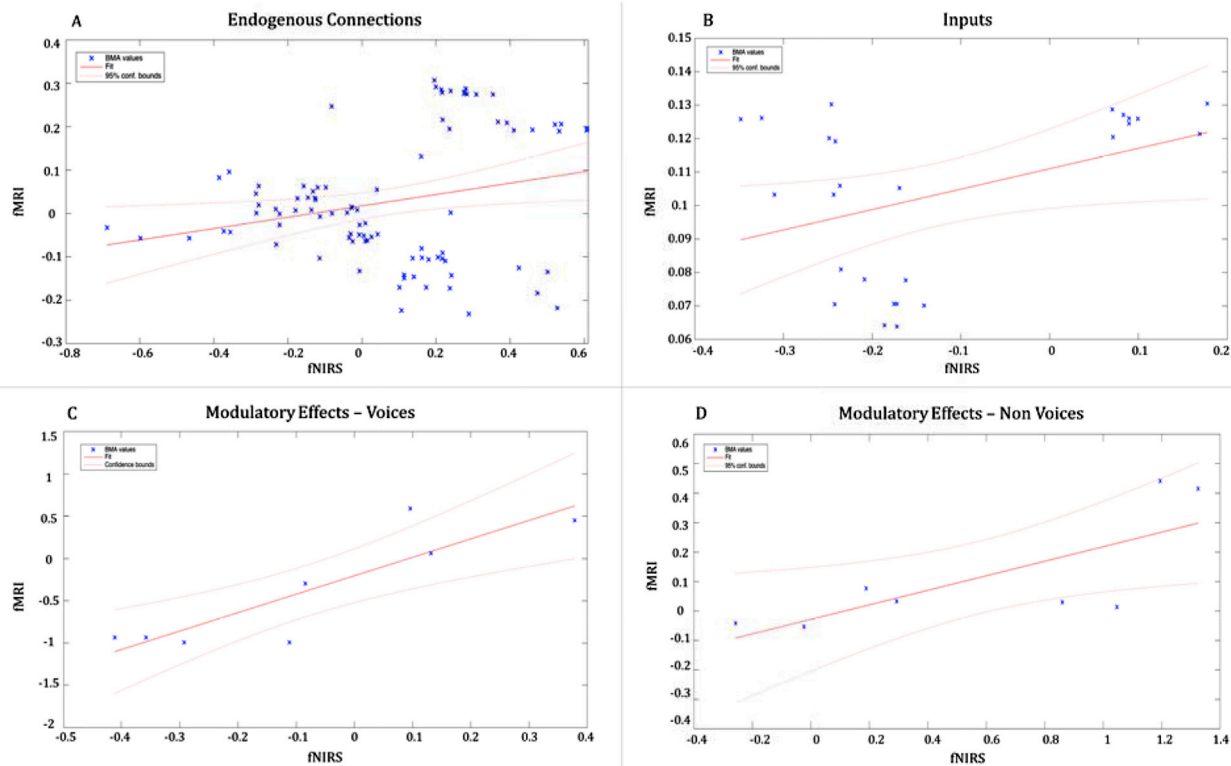 A Endogenous Connections
BMA values
Fit
95% conf. bounds
0.4
0.3
0.2
0.1
0
-0.1
-0.2
-0.3
fMRI
-0.8 -0.6 -0.4 -0.2 0 0.2 0.4 0.6
fNIRS
B Inputs
BMA values
Fit
95% conf. bounds
0.15
0.14
0.13
0.12
0.11
0.1
0.09
0.08
0.07
0.06
fMRI
-0.4 -0.3 -0.2 -0.1 0 0.1 0.2
fNIRS
C Modulatory Effects – Voices
BMA values
Fit
Confidence bounds
1.5
1
0.5
0
-0.5
-1
-1.5
-2
fMRI
-0.5 -0.4 -0.3 -0.2 -0.1 0 0.1 0.2 0.3 0.4
fNIRS
D Modulatory Effects – Non Voices
BMA values
Fit
95% conf. bounds
0.6
0.5
0.4
0.3
0.2
0.1
0
-0.1
-0.2
-0.3
-0.4
fMRI
-0.4 -0.2 0 0.2 0.4 0.6 0.8 1 1.2 1.4
fNIRS